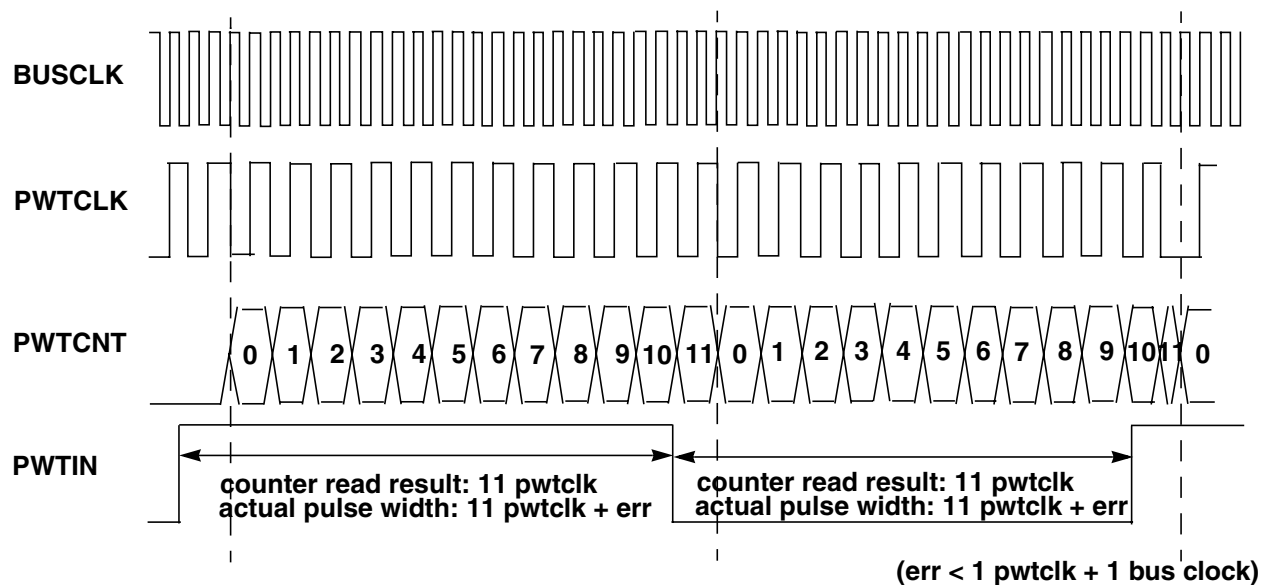 BUSCLK
PWTCLK
PWTCNT
0 1 2 3 4 5 6 7 8 9 10 11 0 1 2 3 4 5 6 7 8 9 10 11 0
PWTIN
counter read result: 11 pwtclk
actual pulse width: 11 pwtclk + err
counter read result: 11 pwtclk
actual pulse width: 11 pwtclk + err
(err < 1 pwtclk + 1 bus clock)